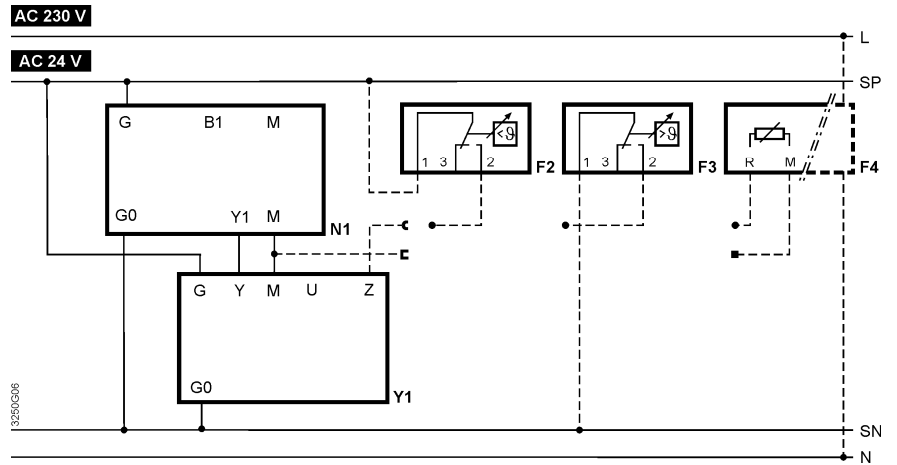 AC 230 V
L
AC 24 V
SP
G B1 M
G0 Y1 M
N1
<ϑ
1 3 2
F2
>ϑ
1 3 2
F3
R M
F4
G Y M U Z
G0
Y1
3250G06
SN
N